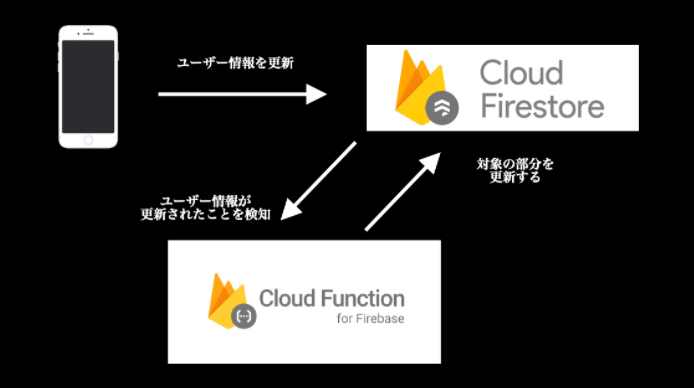 ユーザー情報を更新
Cloud
Firestore
対象の部分を
更新する
ユーザー情報が
更新されたことを検知
Cloud Function
for Firebase